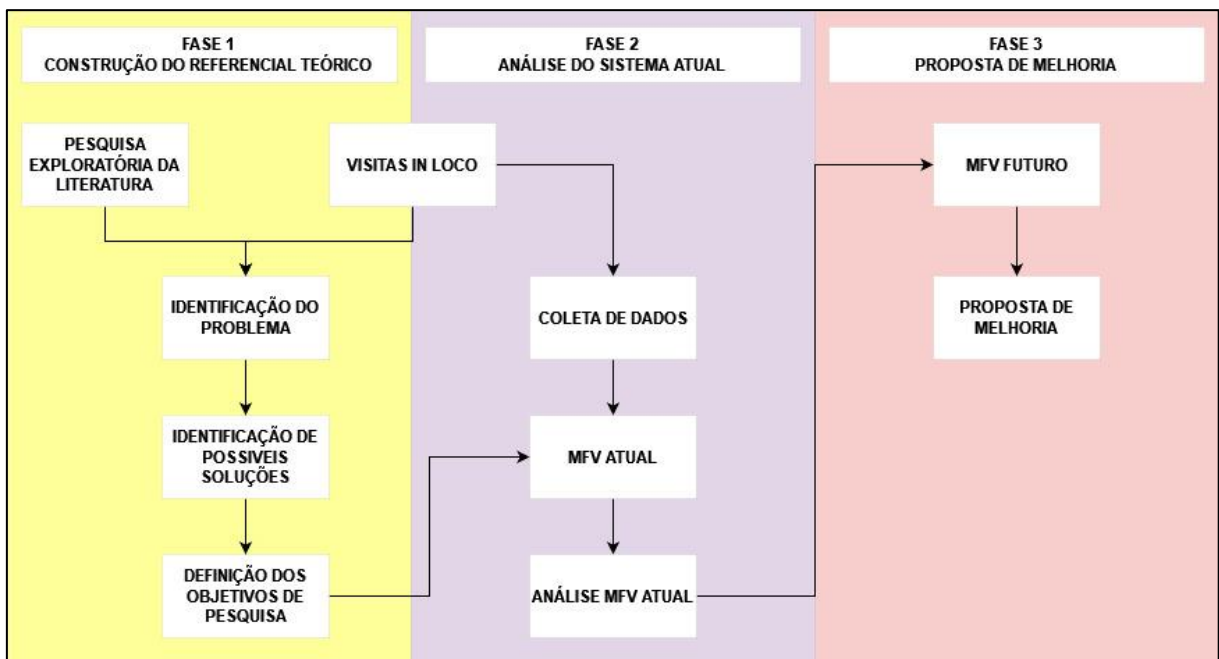 FASE 1
CONSTRUÇÃO DO REFERENCIAL TEÓRICO
FASE 2
ANÁLISE DO SISTEMA ATUAL
FASE 3
PROPOSTA DE MELHORIA
PESQUISA
EXPLORATÓRIA DA
LITERATURA
VISITAS IN LOCO
MFV FUTURO
IDENTIFICAÇÃO DO
PROBLEMA
COLETA DE DADOS
PROPOSTA DE
MELHORIA
IDENTIFICAÇÃO DE
POSSIVEIS
SOLUÇÕES
MFV ATUAL
DEFINIÇÃO DOS
OBJETIVOS DE
PESQUISA
ANÁLISE MFV ATUAL